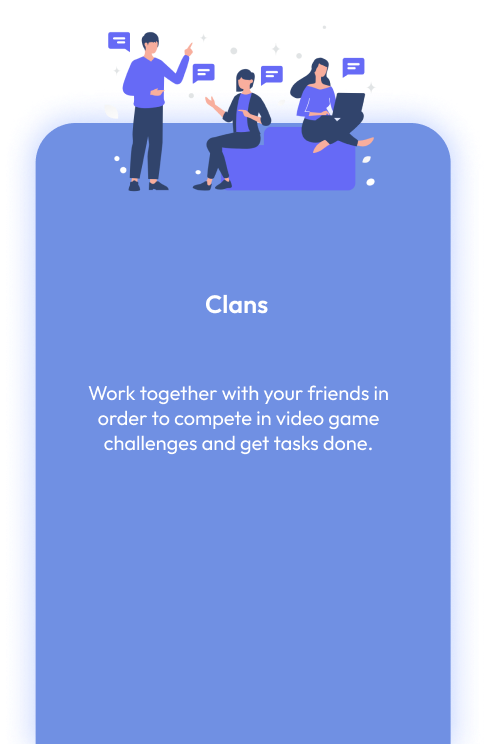 Clans
Work together with your friends in
order to compete in video game
challenges and get tasks done.